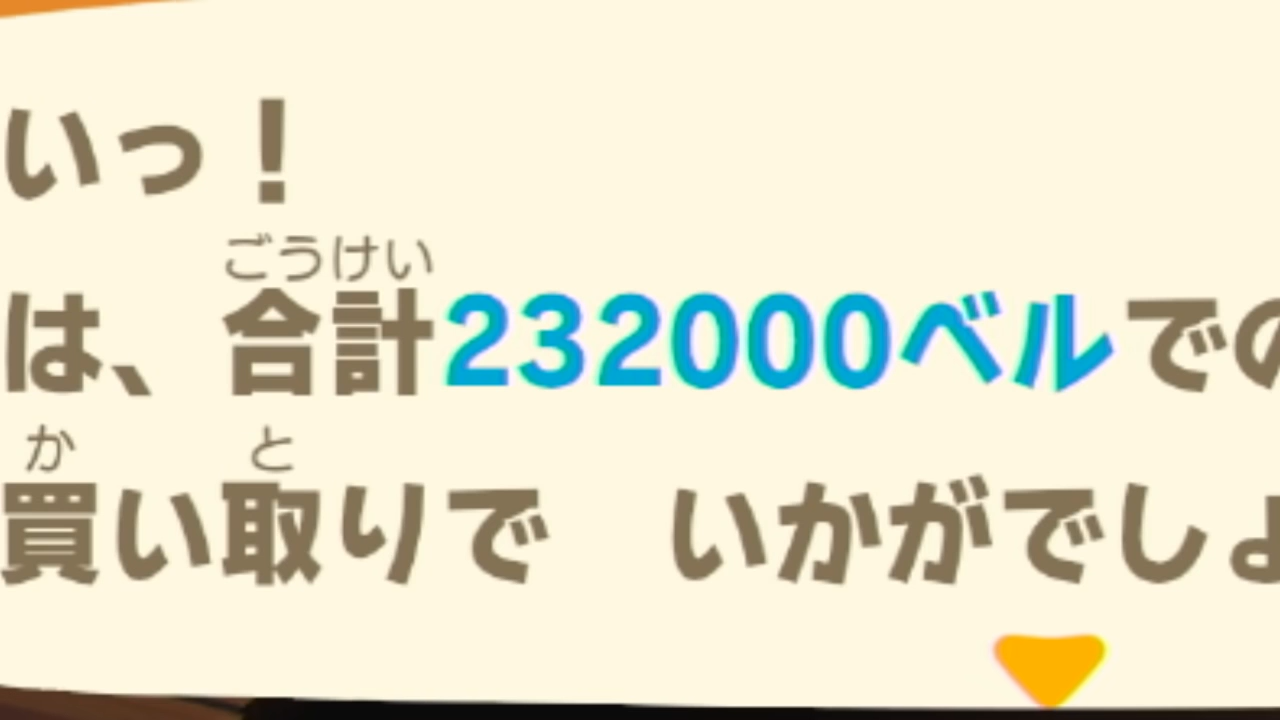 いっ！
ごうけい
は、合計232000ベルでの
か と
買い取りで　いかがでしょ